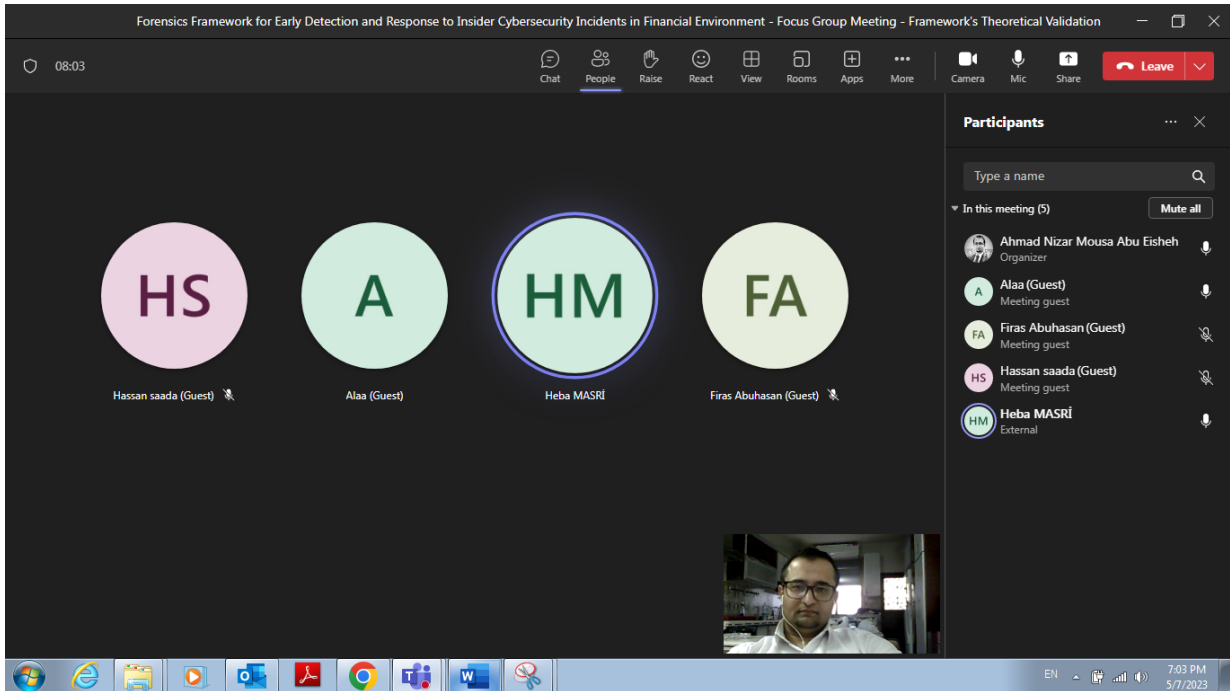 Forensics Framework for Early Detection and Response to Insider Cybersecurity Incidents in Financial Environment - Focus Group Meeting - Framework's Theoretical Validation
08:03
Chat
People
Raise
React
View
Rooms
Apps
More
Camera
Mic
Share
Leave
Participants
Type a name
In this meeting (5)
Mute all
Ahmad Nizar Mousa Abu Eisheh
Organizer
A
Alaa (Guest)
Meeting guest
FA
Firas Abuhasan (Guest)
Meeting guest
HS
Hassan saada (Guest)
Meeting guest
HM
Heba MASRİ
External
HS
Hassan saada (Guest)
A
Alaa (Guest)
HM
Heba MASRİ
FA
Firas Abuhasan (Guest)
EN
7:03 PM
5/7/2023